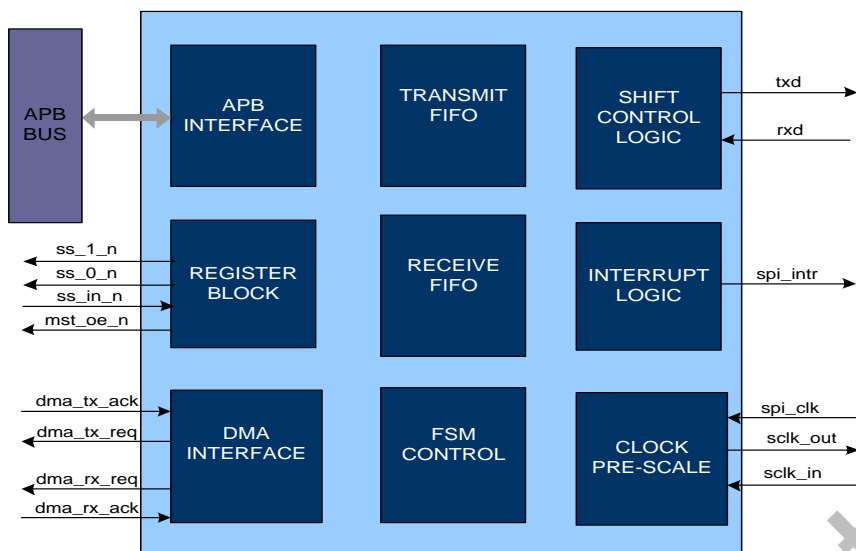 APB
BUS
APB
INTERFACE
TRANSMIT
FIFO
SHIFT
CONTROL
LOGIC
txd
rxd
ss_1_n
ss_0_n
ss_in_n
mst_oe_n
REGISTER
BLOCK
RECEIVE
FIFO
INTERRUPT
LOGIC
spi_intr
dma_tx_ack
dma_tx_req
dma_rx_req
dma_rx_ack
DMA
INTERFACE
FSM
CONTROL
CLOCK
PRE-SCALE
spi_clk
sclk_out
sclk_in